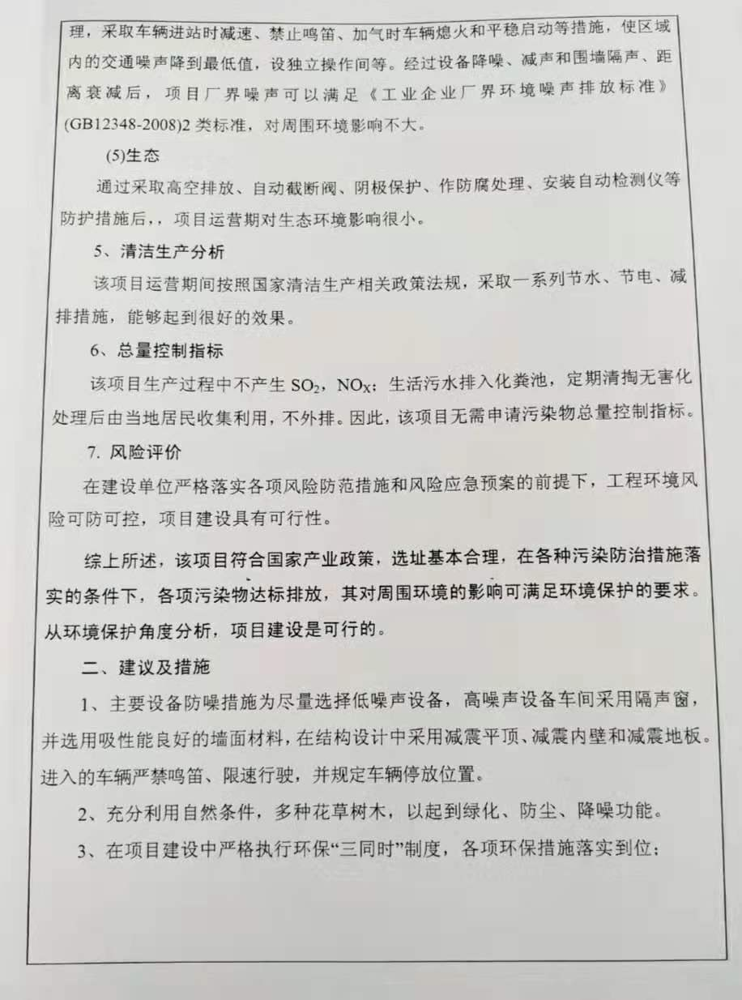 理，采取车辆进站时减速、禁止鸣笛、加气时车辆熄火和平稳启动等措施，使区域
内的交通噪声降到最低值，设独立操作间等。经过设备降噪、减声和围墙隔声、距
离衰减后，项目厂界噪声可以满足《工业企业厂界环境噪声排放标准》
(GB12348-2008)2 类标准，对周围环境影响不大。
(5)生态
通过采取高空排放、自动截断阀、阴极保护、作防腐处理、安装自动检测仪等
防护措施后，，项目运营期对生态环境影响很小。
5、清洁生产分析
该项目运营期间按照国家清洁生产相关政策法规，采取一系列节水、节电、减
排措施，能够起到很好的效果。
6、总量控制指标
该项目生产过程中不产生 SO₂，NOX；生活污水排入化粪池，定期清掏无害化
处理后由当地居民收集利用，不外排。因此，该项目无需申请污染物总量控制指标。
7. 风险评价
在建设单位严格落实各项风险防范措施和风险应急预案的前提下，工程环境风
险可防可控，项目建设具有可行性。
综上所述，该项目符合国家产业政策，选址基本合理，在各种污染防治措施落
实的条件下，各项污染物达标排放，其对周围环境的影响可满足环境保护的要求。
从环境保护角度分析，项目建设是可行的。
二、建议及措施
1、主要设备防噪措施为尽量选择低噪声设备，高噪声设备车间采用隔声窗，
并选用吸性能良好的墙面材料，在结构设计中采用减震平顶、减震内壁和减震地板。
进入的车辆严禁鸣笛、限速行驶，并规定车辆停放位置。
2、充分利用自然条件，多种花草树木，以起到绿化、防尘、降噪功能。
3、在项目建设中严格执行环保“三同时”制度，各项环保措施落实到位；